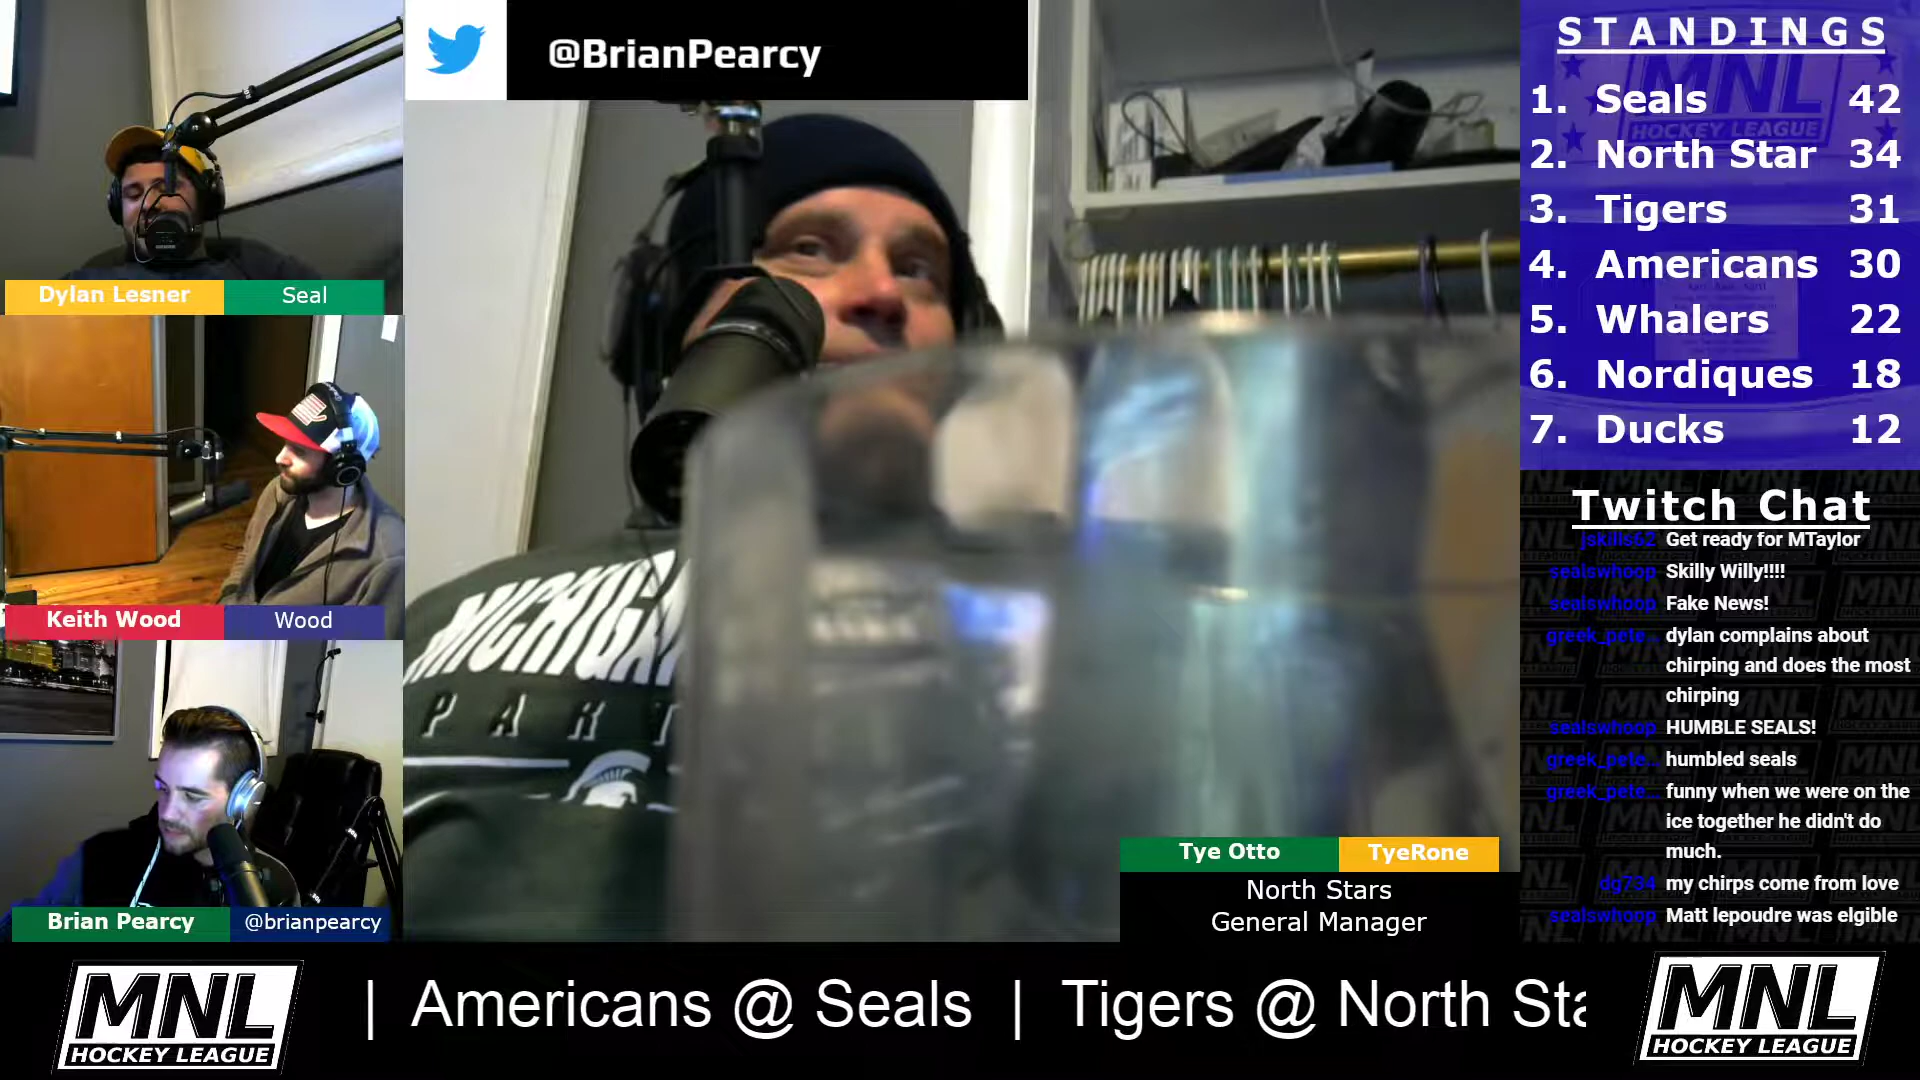 @BrianPearcy
Dylan Lesner
Seal
Keith Wood
Wood
Brian Pearcy
@brianpearcy
MICHIGA
PAR
Tye Otto
TyeRone
North Stars
General Manager
STANDINGS
1. Seals 42
2. North Star 34
3. Tigers 31
4. Americans 30
5. Whalers 22
6. Nordiques 18
7. Ducks 12
Twitch Chat
jskills62 Get ready for MTaylor
sealswhoop Skilly Willy!!!!
sealswhoop Fake News!
greek_pete... dylan complains about
chirping and does the most
chirping
sealswhoop HUMBLE SEALS!
greek_pete... humbled seals
greek_pete... funny when we were on the
ice together he didn't do
much.
dg734 my chirps come from love
sealswhoop Matt lepoudre was elgible
MNL
HOCKEY LEAGUE
| Americans @ Seals | Tigers @ North Sta
MNL
HOCKEY LEAGUE